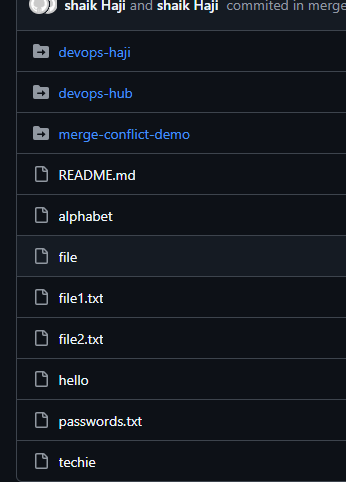 shaik Haji and shaik Haji commited in merge
devops-haji
devops-hub
merge-conflict-demo
README.md
alphabet
file
file1.txt
file2.txt
hello
passwords.txt
techie